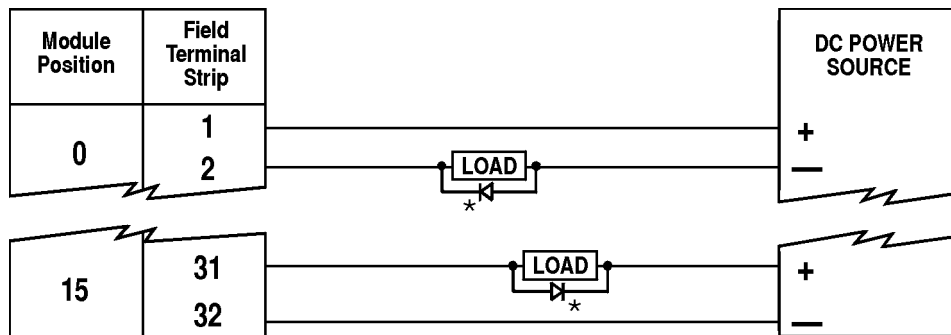 Module
Position
Field
Terminal
Strip
DC POWER
SOURCE
0
1
+
2
LOAD
—
*
15
31
LOAD
+
*
32
—